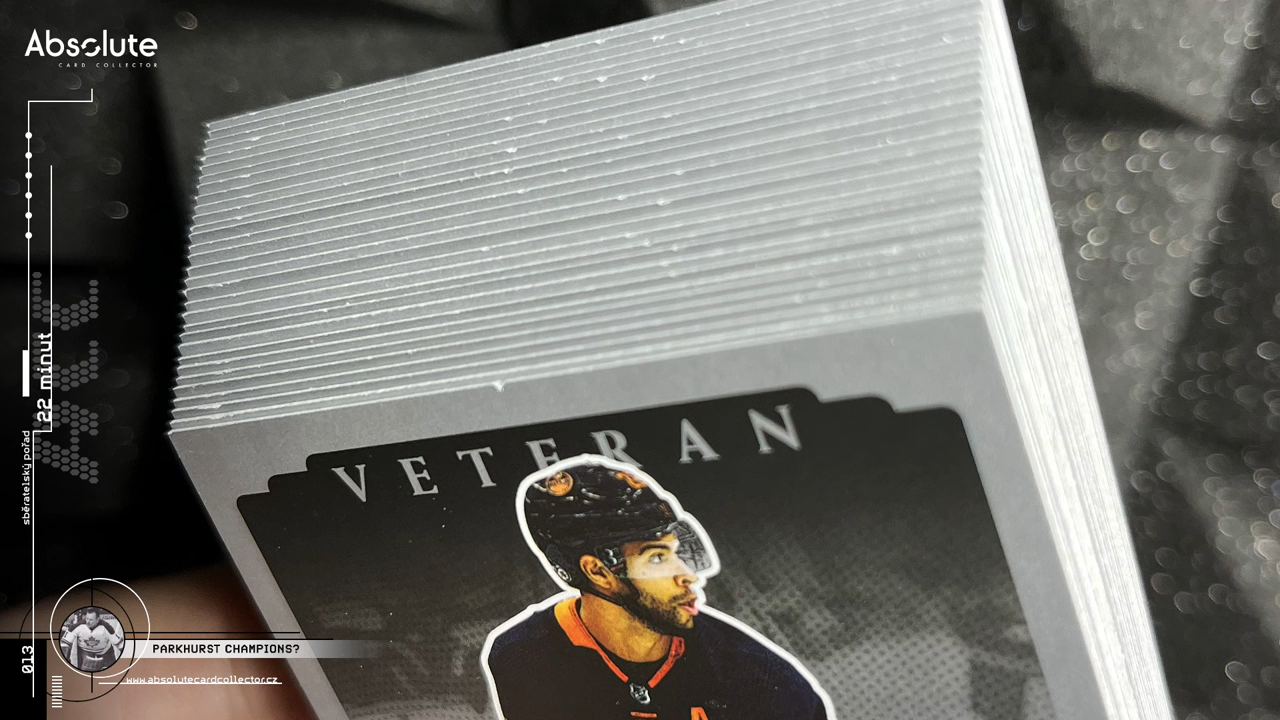 Absolute
CARD COLLECTOR
22 minut
sběratelský pořad
VETERAN
A
013
PARKHURST CHAMPIONS?
www.absolutecardcollector.cz